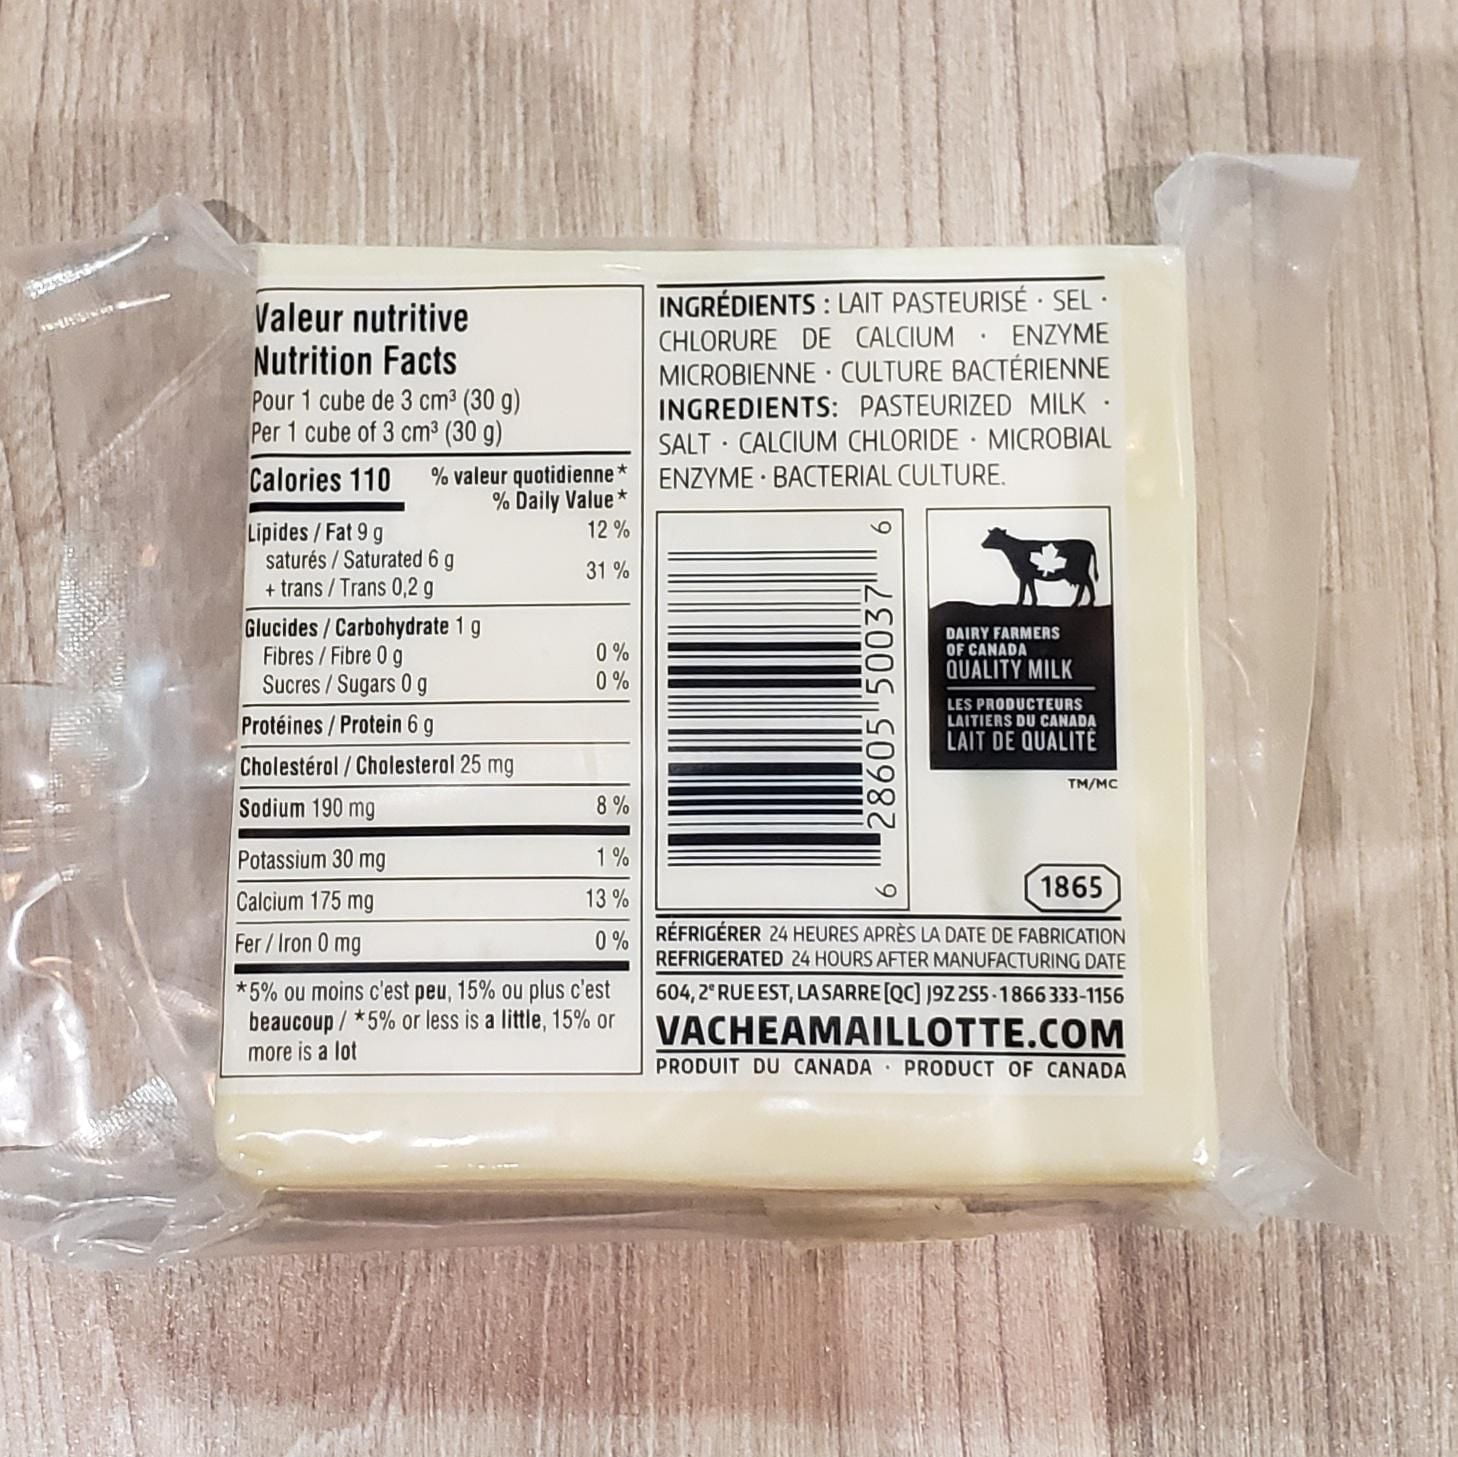 Valeur nutritive
Nutrition Facts
Pour 1 cube de 3 cm³ (30 g)
Per 1 cube of 3 cm³ (30 g)
Calories 110
% valeur quotidienne*
% Daily Value*
Lipides / Fat 9 g 12 %
saturés / Saturated 6 g
+ trans / Trans 0,2 g
31 %
Glucides / Carbohydrate 1 g
Fibres / Fibre 0 g 0 %
Sucres / Sugars 0 g 0 %
Protéines / Protein 6 g
Cholestérol / Cholesterol 25 mg
Sodium 190 mg 8 %
Potassium 30 mg 1 %
Calcium 175 mg 13 %
Fer / Iron 0 mg 0 %
*5% ou moins c'est peu, 15% ou plus c'est
beaucoup / *5% or less is a little, 15% or
more is a lot
INGRÉDIENTS : LAIT PASTEURISÉ · SEL ·
CHLORURE DE CALCIUM · ENZYME
MICROBIENNE · CULTURE BACTÉRIENNE
INGREDIENTS: PASTEURIZED MILK ·
SALT · CALCIUM CHLORIDE · MICROBIAL
ENZYME · BACTERIAL CULTURE.
6 28605 50037 6
DAIRY FARMERS
OF CANADA
QUALITY MILK
LES PRODUCTEURS
LAITIERS DU CANADA
LAIT DE QUALITÉ
TM/MC
1865
RÉFRIGÉRER 24 HEURES APRÈS LA DATE DE FABRICATION
REFRIGERATED 24 HOURS AFTER MANUFACTURING DATE
604, 2e RUE EST, LA SARRE [QC] J9Z 2S5 - 1 866 333-1156
VACHEAMAILLOTTE.COM
PRODUIT DU CANADA · PRODUCT OF CANADA